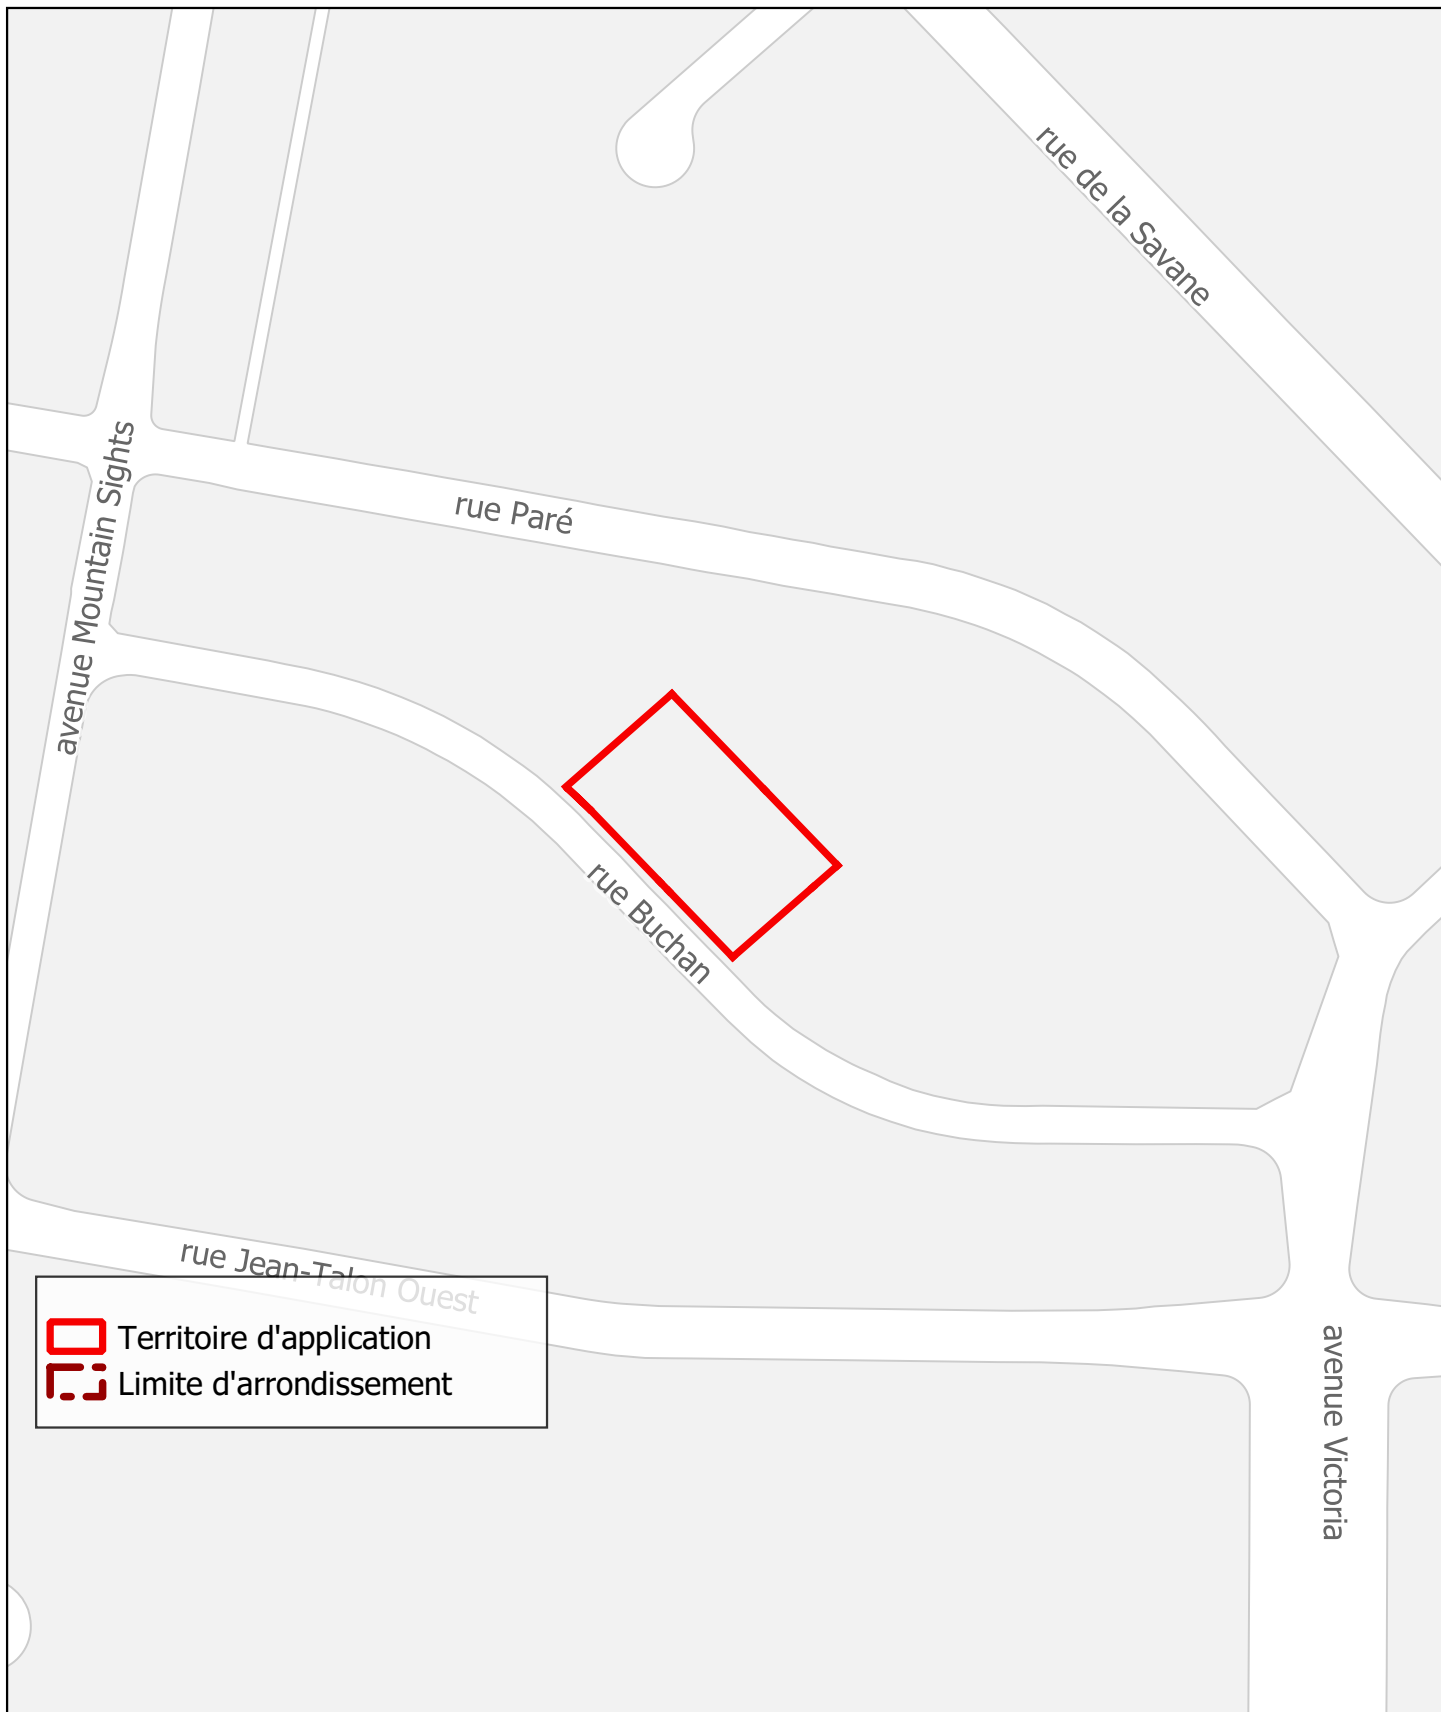 rue de la Savane
avenue Mountain Sights
rue Paré
rue Buchan
rue Jean-Talon Ouest
Territoire d'application
Limite d'arrondissement
avenue Victoria